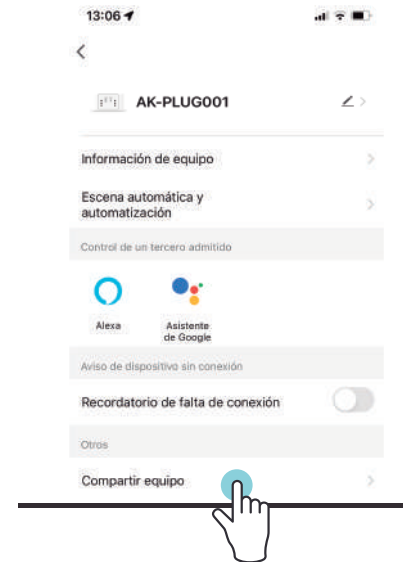 13:06
AK-PLUG001
Información de equipo
Escena automática y
automatización
Control de un tercero admitido
Alexa
Asistente
de Google
Aviso de dispositivo sin conexión
Recordatorio de falta de conexión
Otros
Compartir equipo